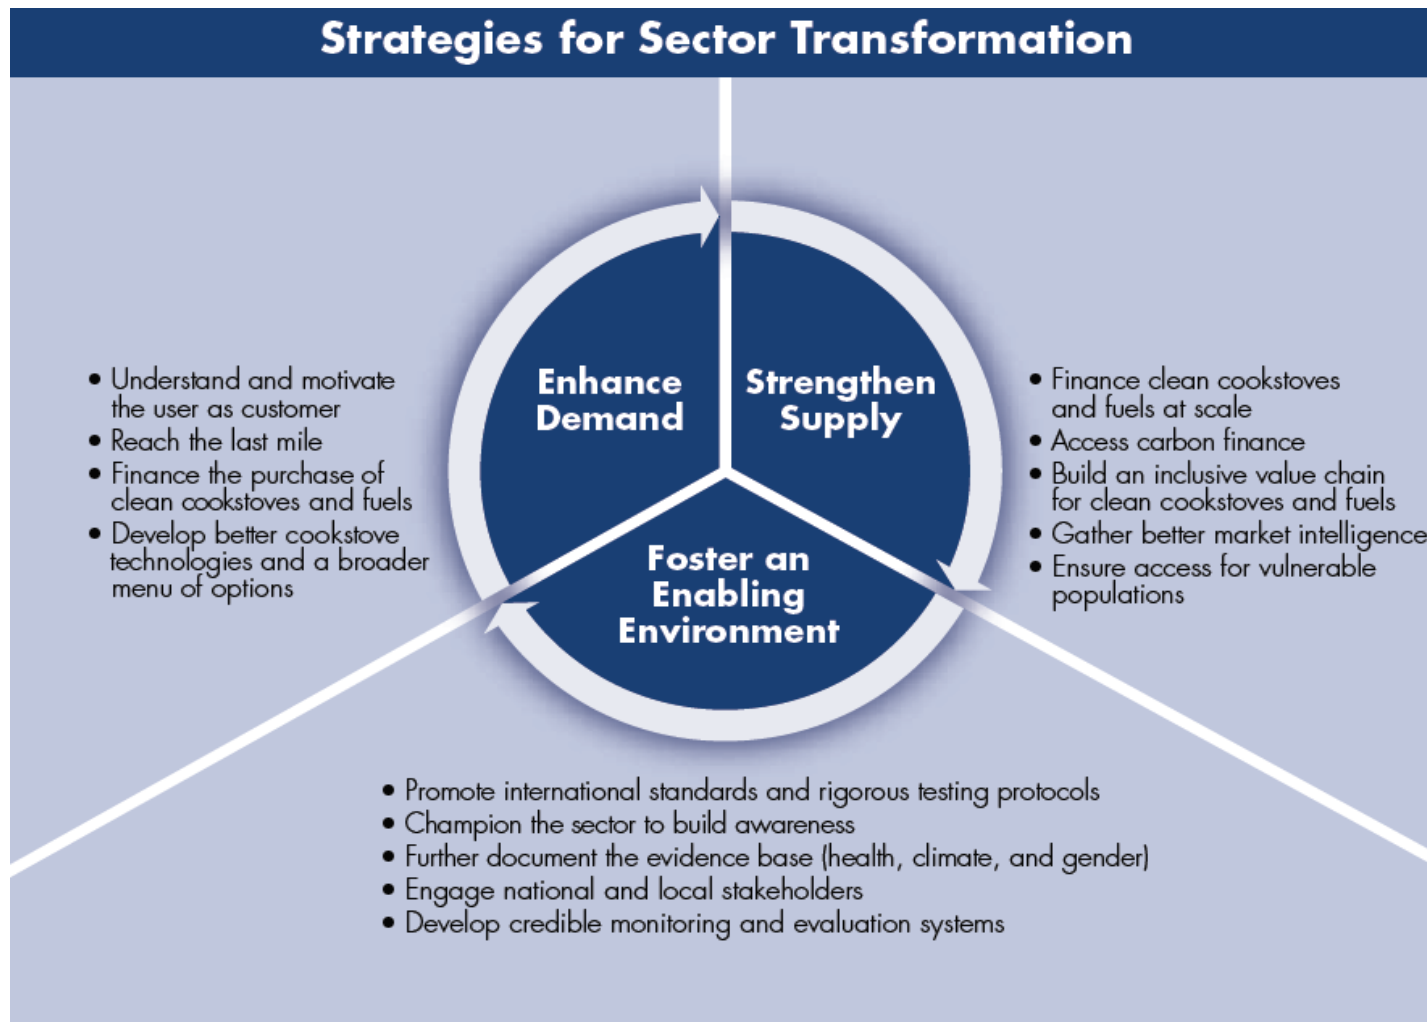 Strategies for Sector Transformation
Enhance
Demand
• Understand and motivate
the user as customer
• Reach the last mile
• Finance the purchase of
clean cookstoves and fuels
• Develop better cookstove
technologies and a broader
menu of options
Strengthen
Supply
• Finance clean cookstoves
and fuels at scale
• Access carbon finance
• Build an inclusive value chain
for clean cookstoves and fuels
• Gather better market intelligence
• Ensure access for vulnerable
populations
Foster an
Enabling
Environment
• Promote international standards and rigorous testing protocols
• Champion the sector to build awareness
• Further document the evidence base (health, climate, and gender)
• Engage national and local stakeholders
• Develop credible monitoring and evaluation systems